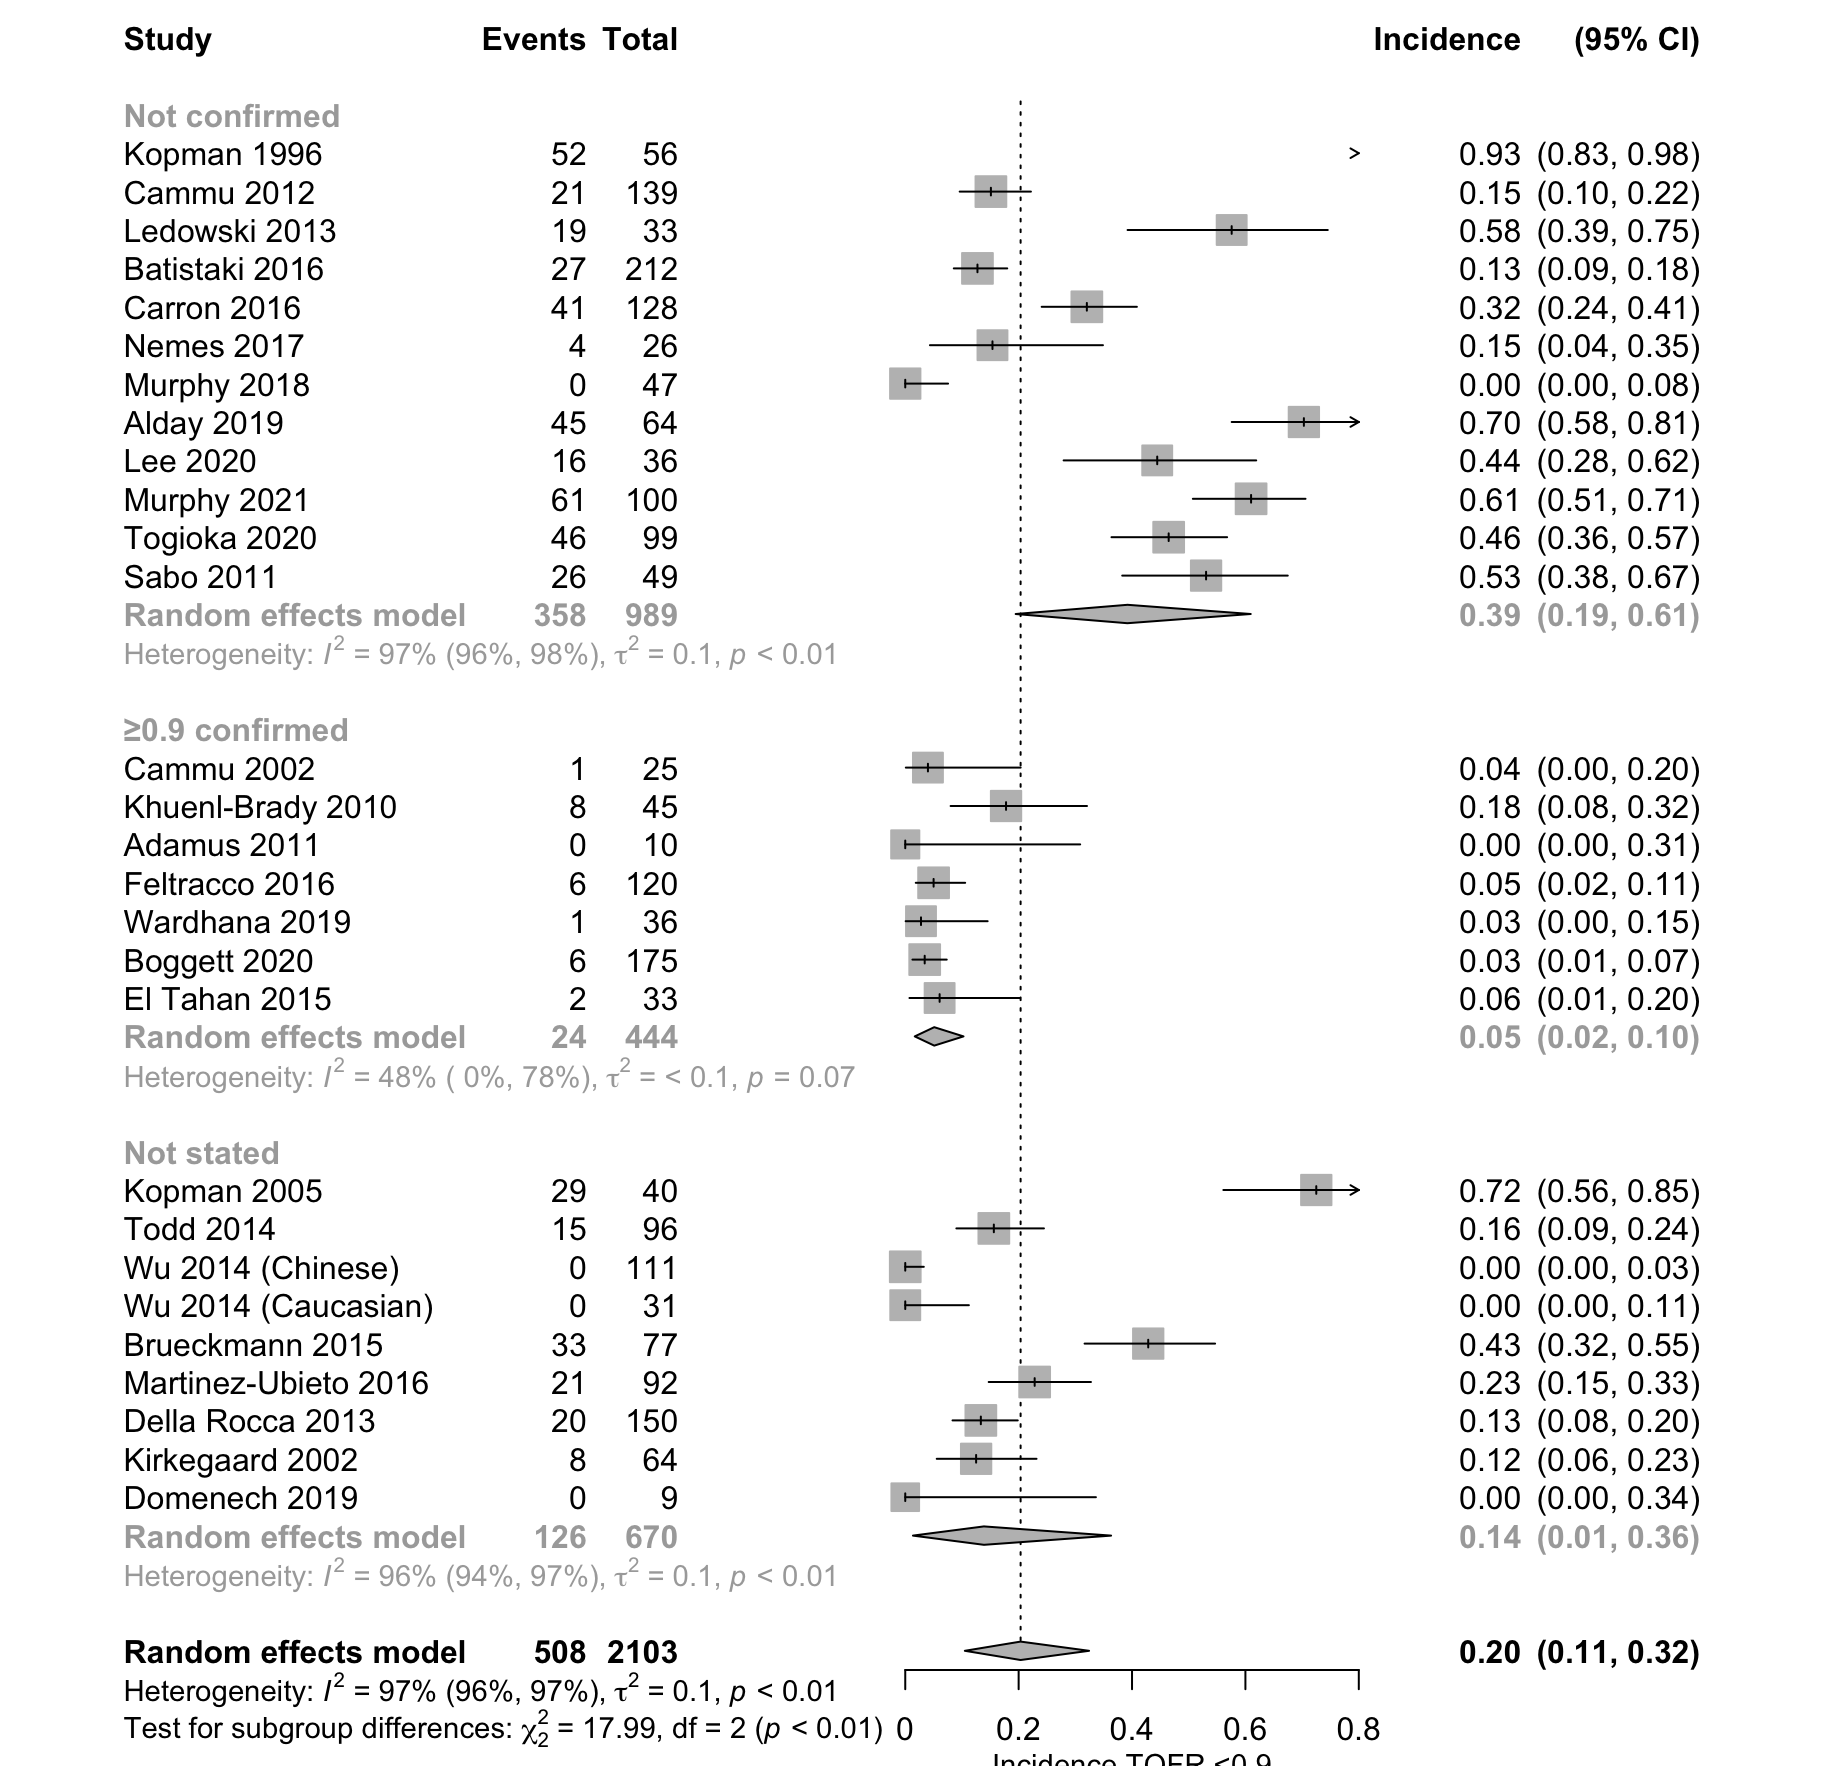 Study Events Total Incidence (95% CI)
Not confirmed
Kopman 1996 52 56 0.93 (0.83, 0.98)
Cammu 2012 21 139 0.15 (0.10, 0.22)
Ledowski 2013 19 33 0.58 (0.39, 0.75)
Batistaki 2016 27 212 0.13 (0.09, 0.18)
Carron 2016 41 128 0.32 (0.24, 0.41)
Nemes 2017 4 26 0.15 (0.04, 0.35)
Murphy 2018 0 47 0.00 (0.00, 0.08)
Alday 2019 45 64 0.70 (0.58, 0.81)
Lee 2020 16 36 0.44 (0.28, 0.62)
Murphy 2021 61 100 0.61 (0.51, 0.71)
Togioka 2020 46 99 0.46 (0.36, 0.57)
Sabo 2011 26 49 0.53 (0.38, 0.67)
Random effects model 358 989 0.39 (0.19, 0.61)
Heterogeneity: I² = 97% (96%, 98%), τ² = 0.1, p < 0.01
≥0.9 confirmed
Cammu 2002 1 25 0.04 (0.00, 0.20)
Khuenl-Brady 2010 8 45 0.18 (0.08, 0.32)
Adamus 2011 0 10 0.00 (0.00, 0.31)
Feltracco 2016 6 120 0.05 (0.02, 0.11)
Wardhana 2019 1 36 0.03 (0.00, 0.15)
Boggett 2020 6 175 0.03 (0.01, 0.07)
El Tahan 2015 2 33 0.06 (0.01, 0.20)
Random effects model 24 444 0.05 (0.02, 0.10)
Heterogeneity: I² = 48% ( 0%, 78%), τ² = < 0.1, p = 0.07
Not stated
Kopman 2005 29 40 0.72 (0.56, 0.85)
Todd 2014 15 96 0.16 (0.09, 0.24)
Wu 2014 (Chinese) 0 111 0.00 (0.00, 0.03)
Wu 2014 (Caucasian) 0 31 0.00 (0.00, 0.11)
Brueckmann 2015 33 77 0.43 (0.32, 0.55)
Martinez-Ubieto 2016 21 92 0.23 (0.15, 0.33)
Della Rocca 2013 20 150 0.13 (0.08, 0.20)
Kirkegaard 2002 8 64 0.12 (0.06, 0.23)
Domenech 2019 0 9 0.00 (0.00, 0.34)
Random effects model 126 670 0.14 (0.01, 0.36)
Heterogeneity: I² = 96% (94%, 97%), τ² = 0.1, p < 0.01
Random effects model 508 2103 0.20 (0.11, 0.32)
Heterogeneity: I² = 97% (96%, 97%), τ² = 0.1, p < 0.01
Test for subgroup differences: χ²₂ = 17.99, df = 2 (p < 0.01) 0 0.2 0.4 0.6 0.8
Incidence TOFR <0.9